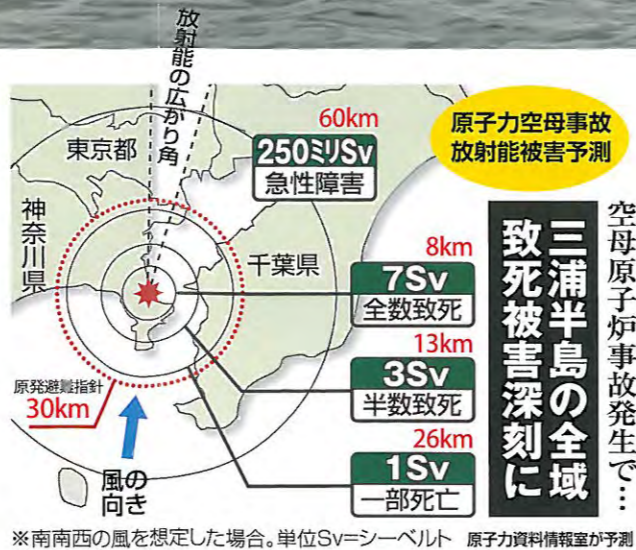 放射能の広がり角
60km
250ミリSv
急性障害
原子力空母事故
放射能被害予測
東京都
神奈川県
千葉県
空母原子炉事故発生で…
三浦半島の全域
致死被害深刻に
8km
7Sv
全数致死
13km
3Sv
半数致死
26km
1Sv
一部死亡
原発避難指針
30km
風の
向き
※南南西の風を想定した場合。単位Sv=シーベルト 原子力資料情報室が予測